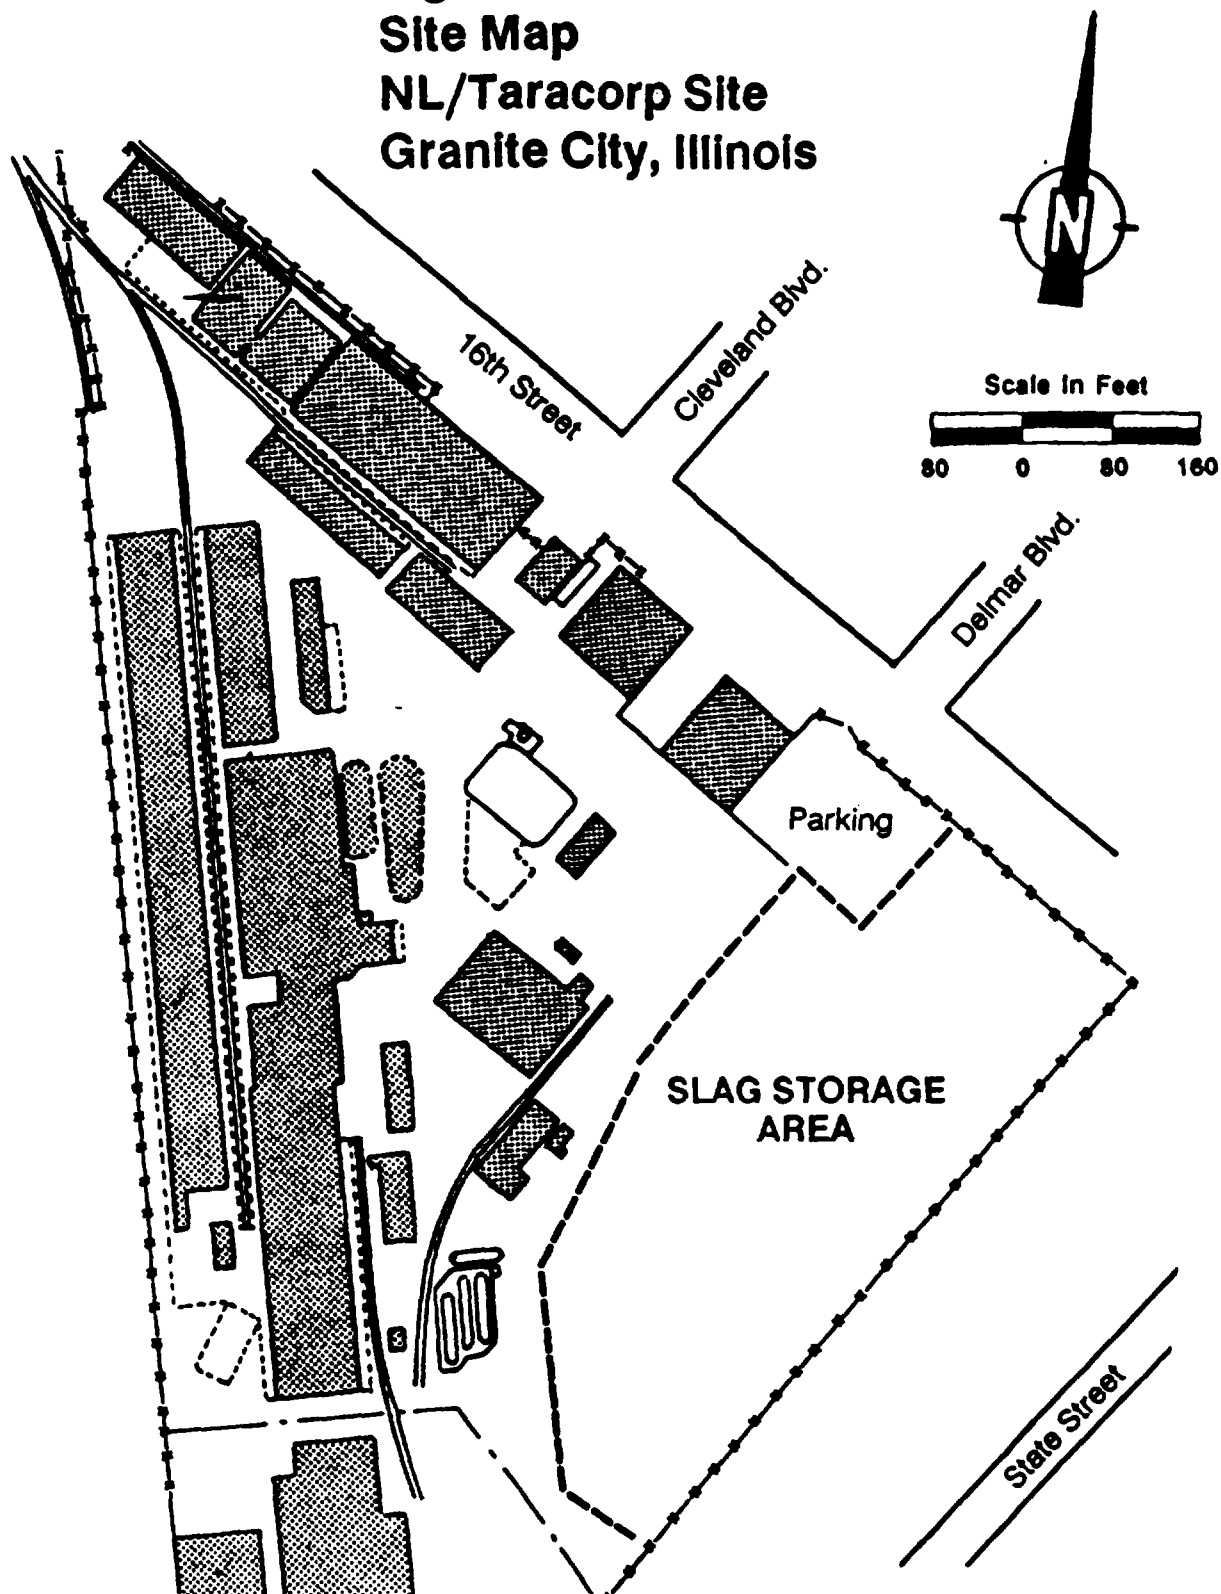 Site Map
NL/Taracorp Site
Granite City, Illinois
N
Cleveland Blvd.
16th Street
Scale in Feet
80 0 80 160
Delmar Blvd.
Parking
SLAG STORAGE
AREA
State Street